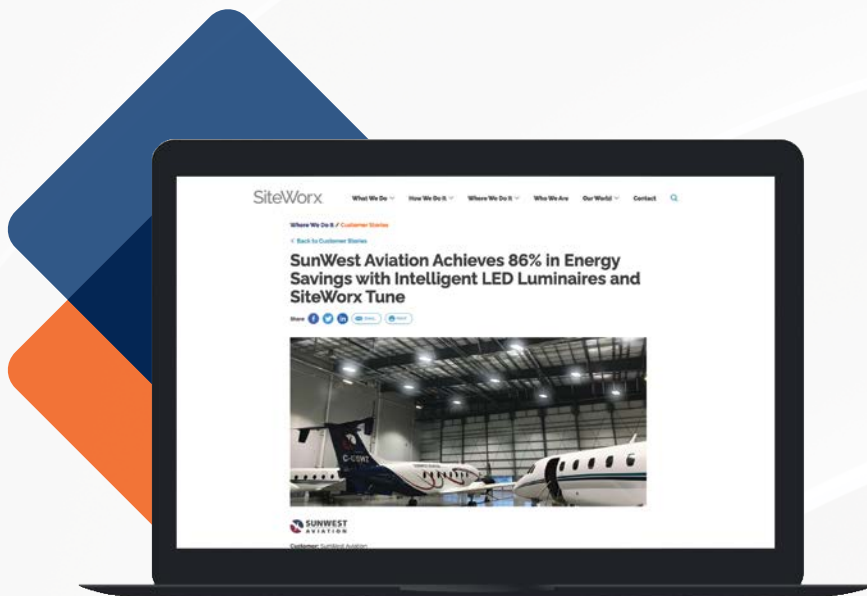 SiteWorx
What We Do
How We Do It
Where We Do It
Who We Are
Our World
Contact
Where We Do It / Customer Stories
< Back to Customer Stories
SunWest Aviation Achieves 86% in Energy
Savings with Intelligent LED Luminaires and
SiteWorx Tune
Share
EMAIL
PRINT
SUNWEST
AVIATION
Customer: SunWest Aviation